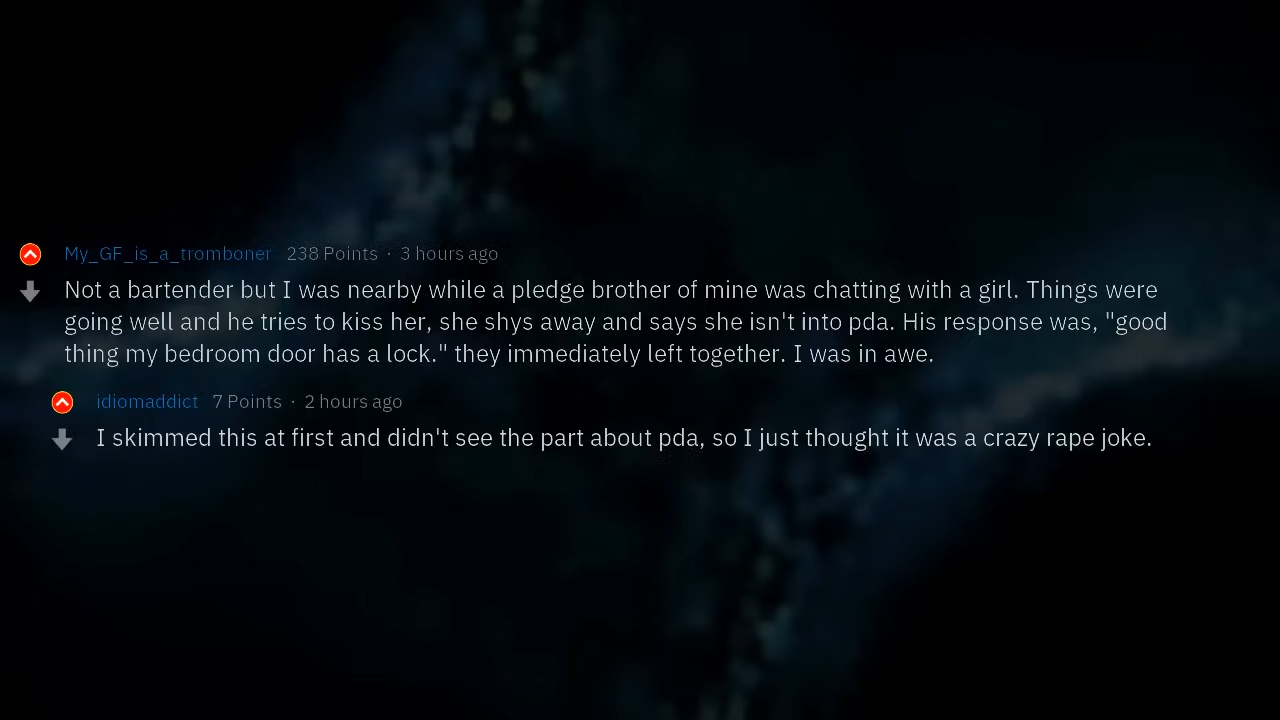 My_GF_is_a_tromboner 238 Points · 3 hours ago
Not a bartender but I was nearby while a pledge brother of mine was chatting with a girl. Things were
going well and he tries to kiss her, she shys away and says she isn't into pda. His response was, "good
thing my bedroom door has a lock." they immediately left together. I was in awe.
idiomaddict 7 Points · 2 hours ago
I skimmed this at first and didn't see the part about pda, so I just thought it was a crazy rape joke.